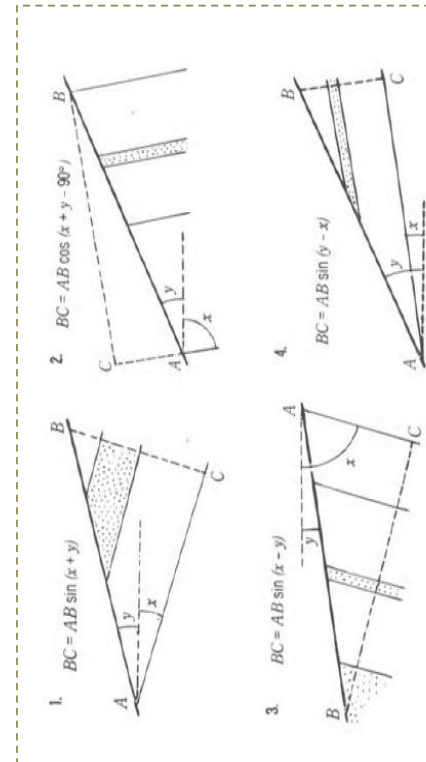 1. BC = AB sin (x + y)
B
y
A
x
C
2. BC = AB cos (x + y - 90°)
B
C
y
A
x
3. BC = AB sin (x - y)
A
y
x
B
C
4. BC = AB sin (y - x)
B
y
C
x
A